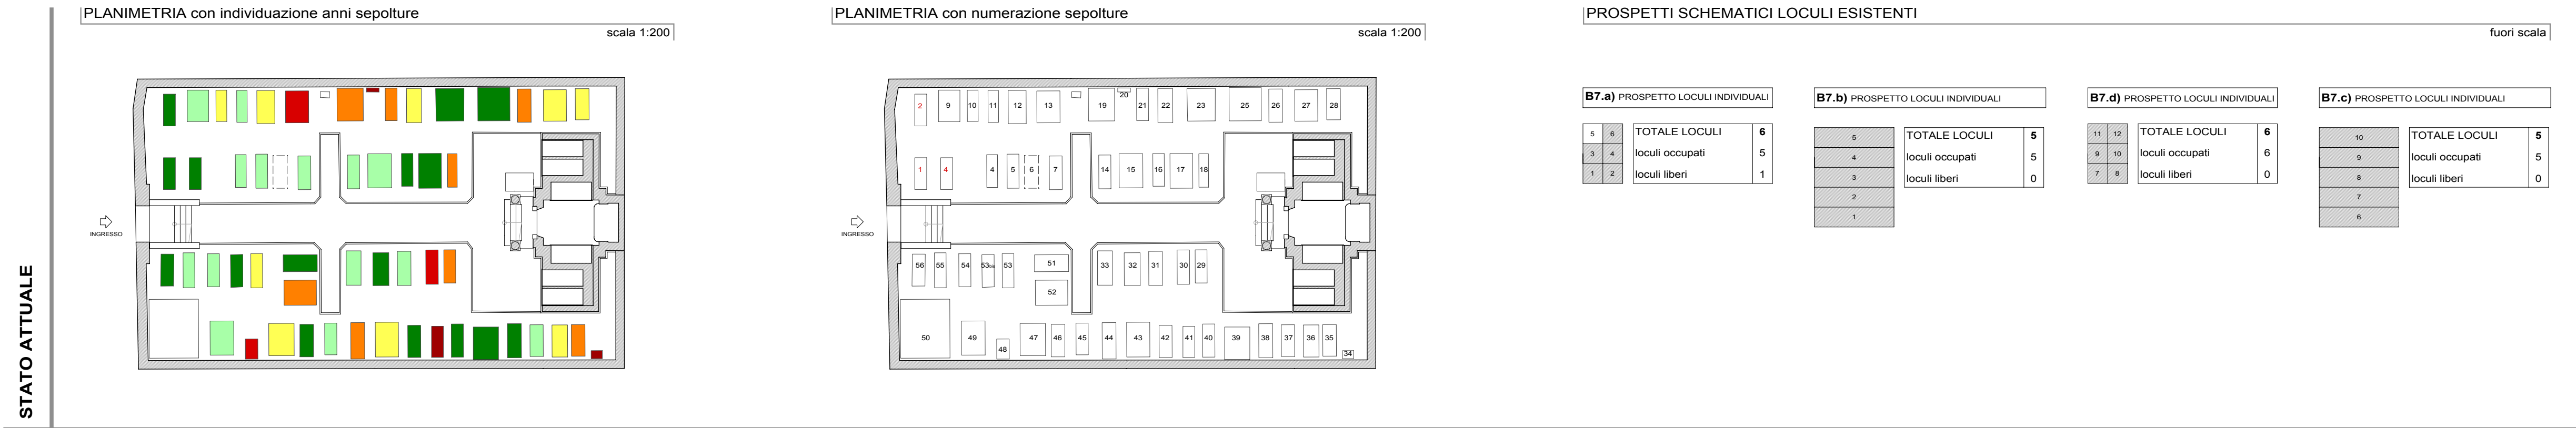 STATO ATTUALE
PLANIMETRIA con individuazione anni sepolture
scala 1:200
INGRESSO
PLANIMETRIA con numerazione sepolture
scala 1:200
2 9 10 11 12 13 19 20 21 22 23 25 26 27 28
1 4 4 5 6 7 14 15 16 17 18
INGRESSO
56 55 54 53bis 53 51 33 32 31 30 29
52
50 49 48 47 46 45 44 43 42 41 40 39 38 37 36 35 34
PROSPETTI SCHEMATICI LOCULI ESISTENTI
fuori scala
B7.a) PROSPETTO LOCULI INDIVIDUALI
5 6
3 4
1 2
TOTALE LOCULI 6
loculi occupati 5
loculi liberi 1
B7.b) PROSPETTO LOCULI INDIVIDUALI
5
4
3
2
1
TOTALE LOCULI 5
loculi occupati 5
loculi liberi 0
B7.d) PROSPETTO LOCULI INDIVIDUALI
11 12
9 10
7 8
TOTALE LOCULI 6
loculi occupati 6
loculi liberi 0
B7.c) PROSPETTO LOCULI INDIVIDUALI
10
9
8
7
6
TOTALE LOCULI 5
loculi occupati 5
loculi liberi 0